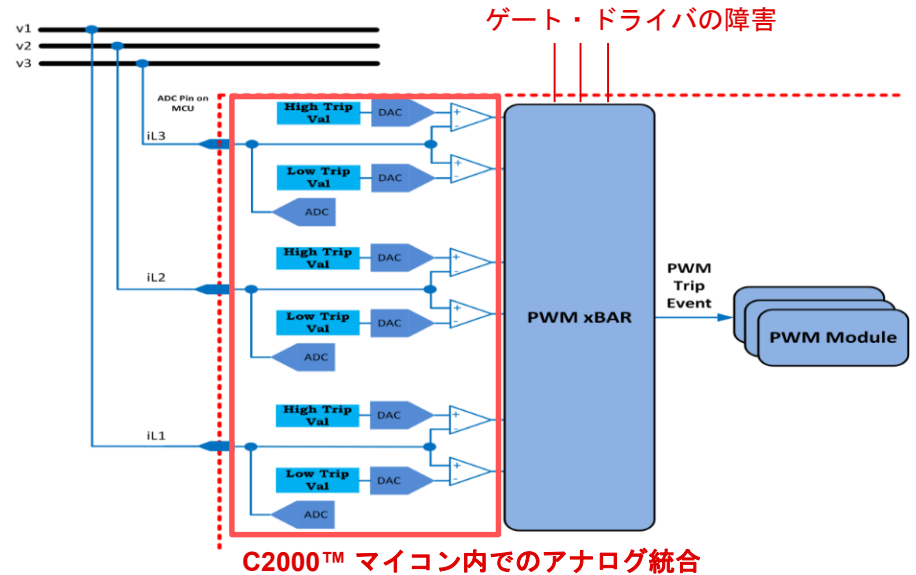 ゲート・ドライバの障害
v1
v2
v3
ADC Pin on
MCU
iL3
High Trip
Val
DAC
+
-
Low Trip
Val
DAC
+
-
ADC
iL2
High Trip
Val
DAC
+
-
Low Trip
Val
DAC
+
-
ADC
iL1
High Trip
Val
DAC
+
-
Low Trip
Val
DAC
+
-
ADC
PWM xBAR
PWM
Trip
Event
PWM Module
C2000™ マイコン内でのアナログ統合